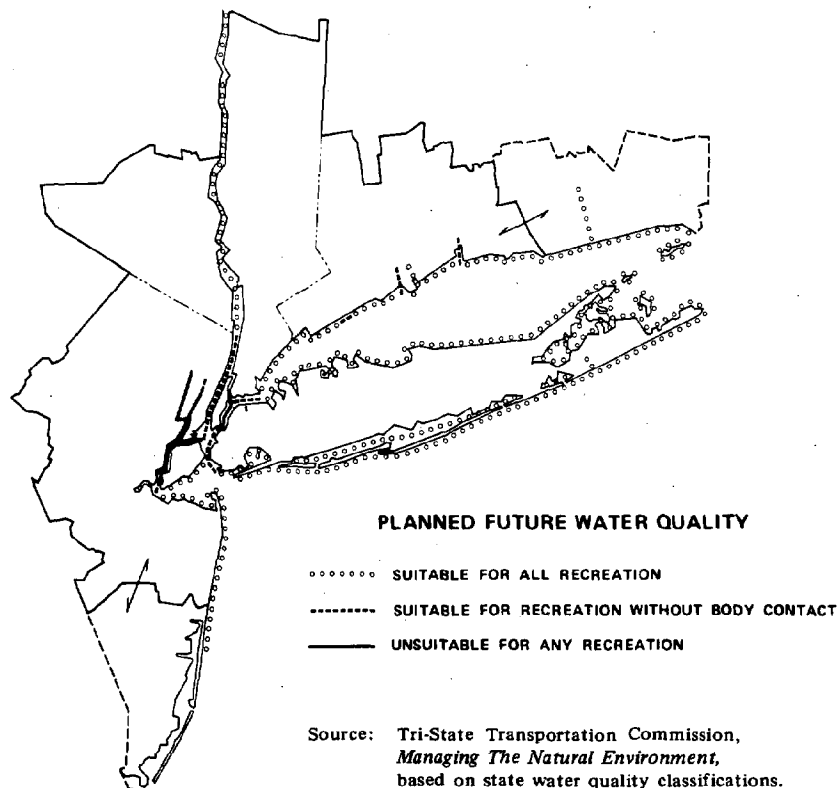 PLANNED FUTURE WATER QUALITY
SUITABLE FOR ALL RECREATION
SUITABLE FOR RECREATION WITHOUT BODY CONTACT
UNSUITABLE FOR ANY RECREATION
Source: Tri-State Transportation Commission,
Managing The Natural Environment,
based on state water quality classifications.